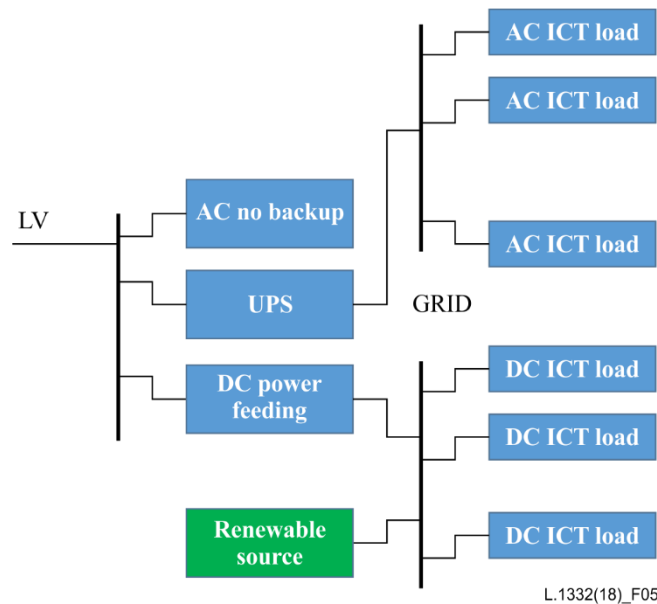 AC ICT load
AC ICT load
AC no backup
LV
AC ICT load
UPS
GRID
DC ICT load
DC power
feeding
DC ICT load
Renewable
source
DC ICT load
L.1332(18)_F05